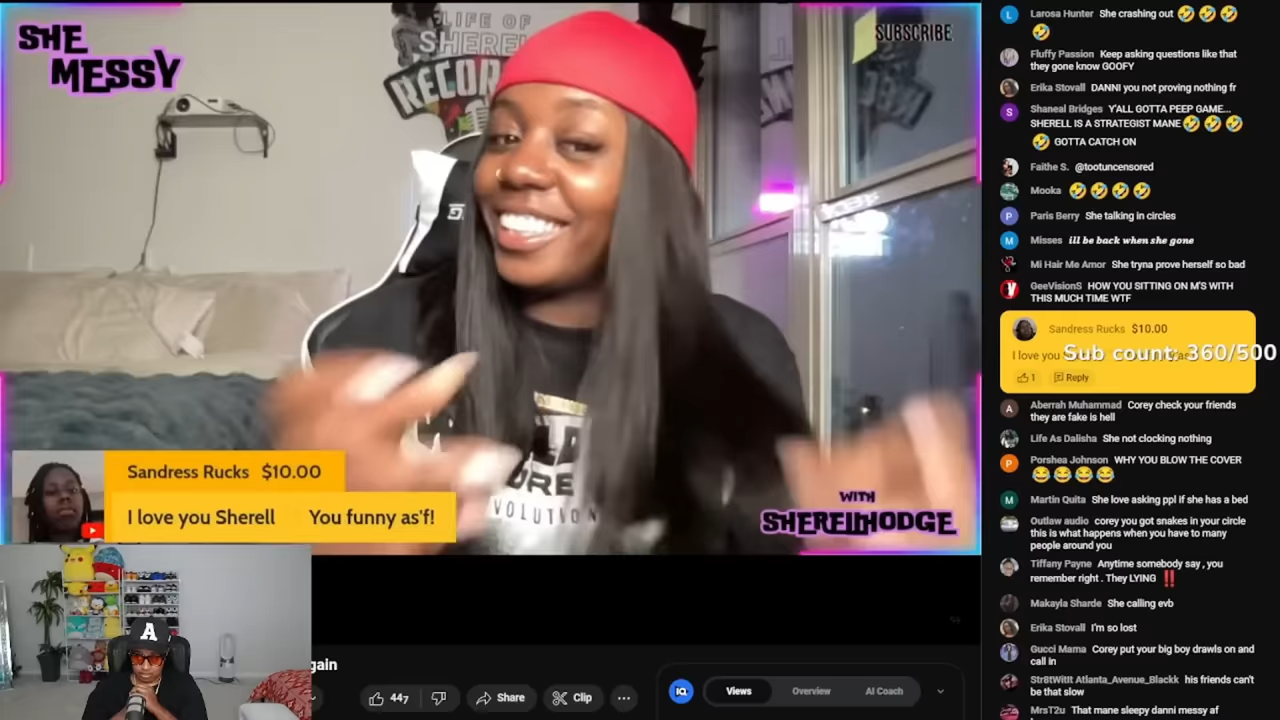 SHE
MESSY
LIFE OF
SUBSCRIBE
Sandress Rucks $10.00
I love you Sherell You funny as'f!
VOLUTION
WITH
SHERELLHODGE
A
gain
447
Share
Clip
IQ
Views
Overview
AI Coach
Larosa Hunter She crashing out 🤣 🤣 🤣
🤣
Fluffy Passion Keep asking questions like that
they gone know GOOFY
Erika Stovall DANNI you not proving nothing fr
Shaneal Bridges Y'ALL GOTTA PEEP GAME...
SHERELL IS A STRATEGIST MANE 🤣 🤣 🤣
🤣 GOTTA CATCH ON
Faithe S. @tootuncensored
Mooka 🤣 🤣 🤣 🤣
Paris Berry She talking in circles
Misses ill be back when she gone
Mi Hair Me Amor She tryna prove herself so bad
GeeVisionS HOW YOU SITTING ON M'S WITH
THIS MUCH TIME WTF
Sandress Rucks $10.00
I love you
Sub count: 360/500
1 Reply
Aberrah Muhammad Corey check your friends
they are fake is hell
Life As Dalisha She not clocking nothing
Porshea Johnson WHY YOU BLOW THE COVER
😂 😂 😂 😂
Martin Quita She love asking ppl If she has a bed
Outlaw audio corey you got snakes in your circle
this is what happens when you have to many
people around you
Tiffany Payne Anytime somebody say , you
remember right . They LYING ‼️
Makayla Sharde She calling evb
Erika Stovall I'm so lost
Gucci Mama Corey put your big boy drawls on and
call in
Str8tWitIt Atlanta_Avenue_Blackk his friends can't
be that slow
MrsT2u That mane sleepy danni messy af